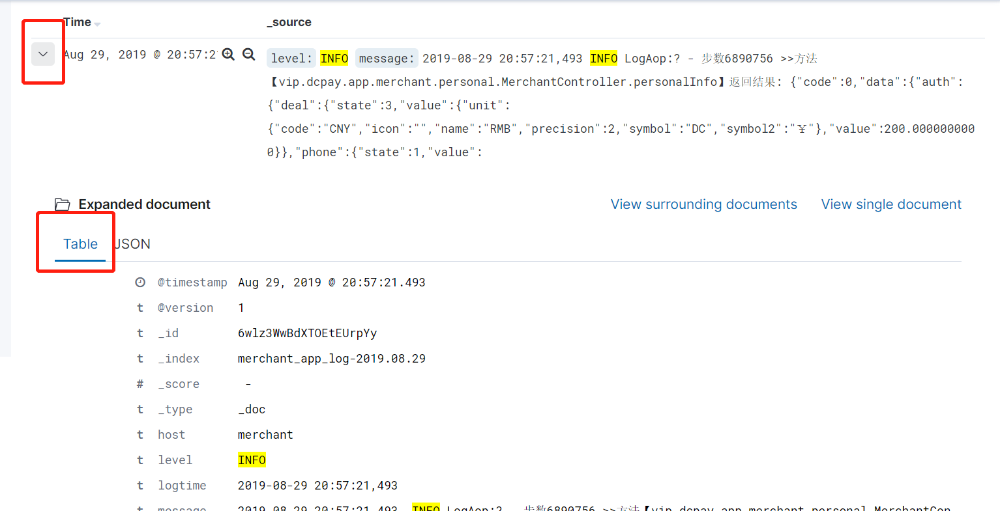 Time _source
Aug 29, 2019 @ 20:57:2 level: INFO message: 2019-08-29 20:57:21,493 INFO LogAop:? - 步数6890756 >>方法
【vip.dcpay.app.merchant.personal.MerchantController.personalInfo】返回结果: {"code":0,"data":{"auth":
{"deal":{"state":3,"value":{"unit":
{"code":"CNY","icon":"","name":"RMB","precision":2,"symbol":"DC","symbol2":"￥"},"value":200.000000000
0}},"phone":{"state":1,"value":
Expanded document View surrounding documents View single document
Table JSON
@timestamp Aug 29, 2019 @ 20:57:21.493
t @version 1
t _id 6wlz3WwBdXTOEtEUrpYy
t _index merchant_app_log-2019.08.29
# _score -
t _type _doc
t host merchant
t level INFO
t logtime 2019-08-29 20:57:21,493
t message 2019-08-29 20:57:21,493 INFO LogAop:? - 步数6890756 >>方法【vip.dcpay.app.merchant.personal.MerchantCon